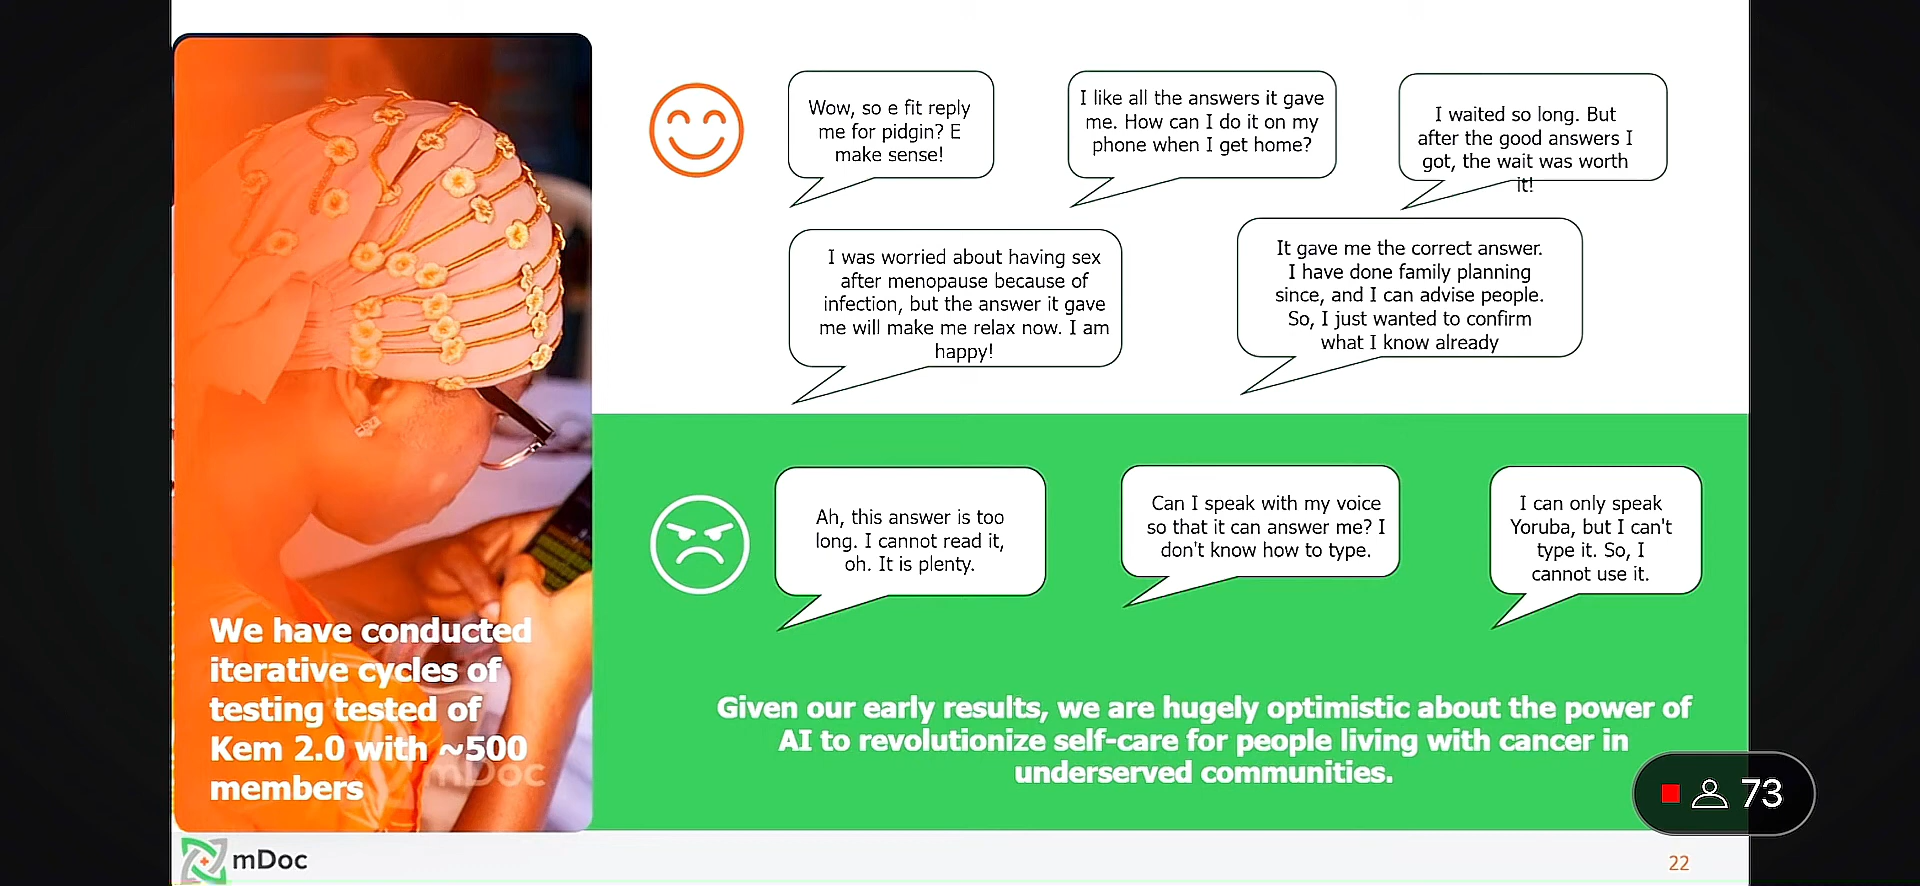 Wow, so e fit reply
me for pidgin? E
make sense!
I like all the answers it gave
me. How can I do it on my
phone when I get home?
I waited so long. But
after the good answers I
got, the wait was worth
it!
I was worried about having sex
after menopause because of
infection, but the answer it gave
me will make me relax now. I am
happy!
It gave me the correct answer.
I have done family planning
since, and I can advise people.
So, I just wanted to confirm
what I know already
Ah, this answer is too
long. I cannot read it,
oh. It is plenty.
Can I speak with my voice
so that it can answer me? I
don't know how to type.
I can only speak
Yoruba, but I can't
type it. So, I
cannot use it.
We have conducted
iterative cycles of
testing tested of
Kem 2.0 with ~500
members
mDoc
Given our early results, we are hugely optimistic about the power of
AI to revolutionize self-care for people living with cancer in
underserved communities.
73
mDoc
22